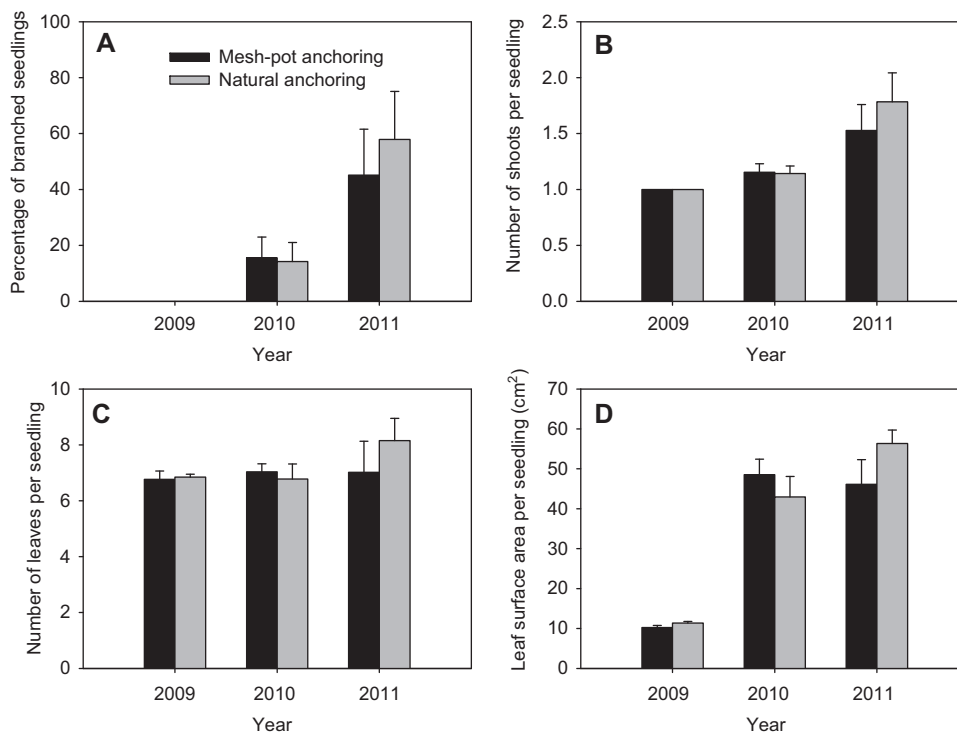 A
Mesh-pot anchoring
Natural anchoring
Percentage of branched seedlings
100
80
60
40
20
0
2009 2010 2011
Year
B
Number of shoots per seedling
2.5
2.0
1.5
1.0
0.5
0.0
2009 2010 2011
Year
C
Number of leaves per seedling
10
8
6
4
2
0
2009 2010 2011
Year
D
Leaf surface area per seedling (cm²)
70
60
50
40
30
20
10
0
2009 2010 2011
Year